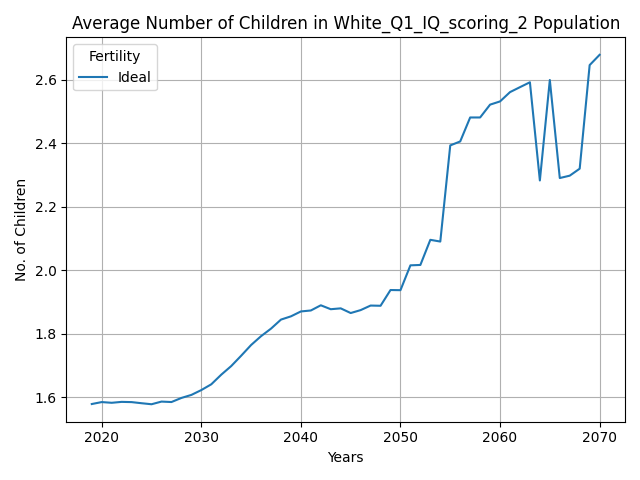 Average Number of Children in White_Q1_IQ_scoring_2 Population
Fertility
Ideal
No. of Children
2.6
2.4
2.2
2.0
1.8
1.6
2020 2030 2040 2050 2060 2070
Years